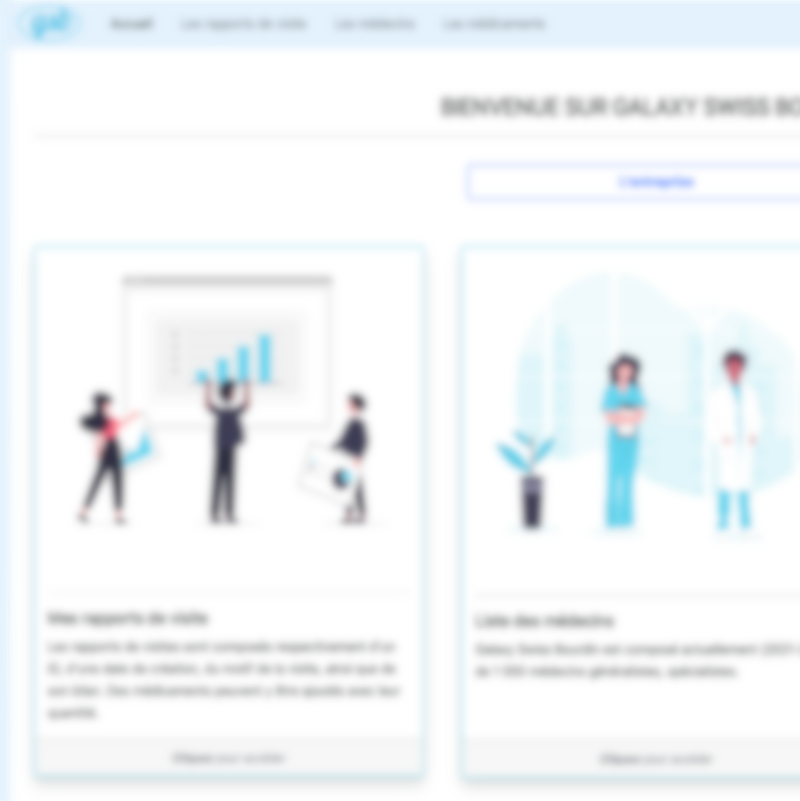 gsb
Accueil Les rapports de visite Les médecins Les médicaments
BIENVENUE SUR GALAXY SWISS BO
L'entreprise
Mes rapports de visite
Les rapports de visites sont composés respectivement d'un
ID, d'une date de création, du motif de la visite, ainsi que de
son bilan. Des médicaments peuvent y être ajoutés avec leur
quantité.
Cliquez pour accéder
Liste des médecins
Galaxy Swiss Bourdin est composé actuellement (2021-
de 1 000 médecins généralistes, spécialistes,
Cliquez pour accéder